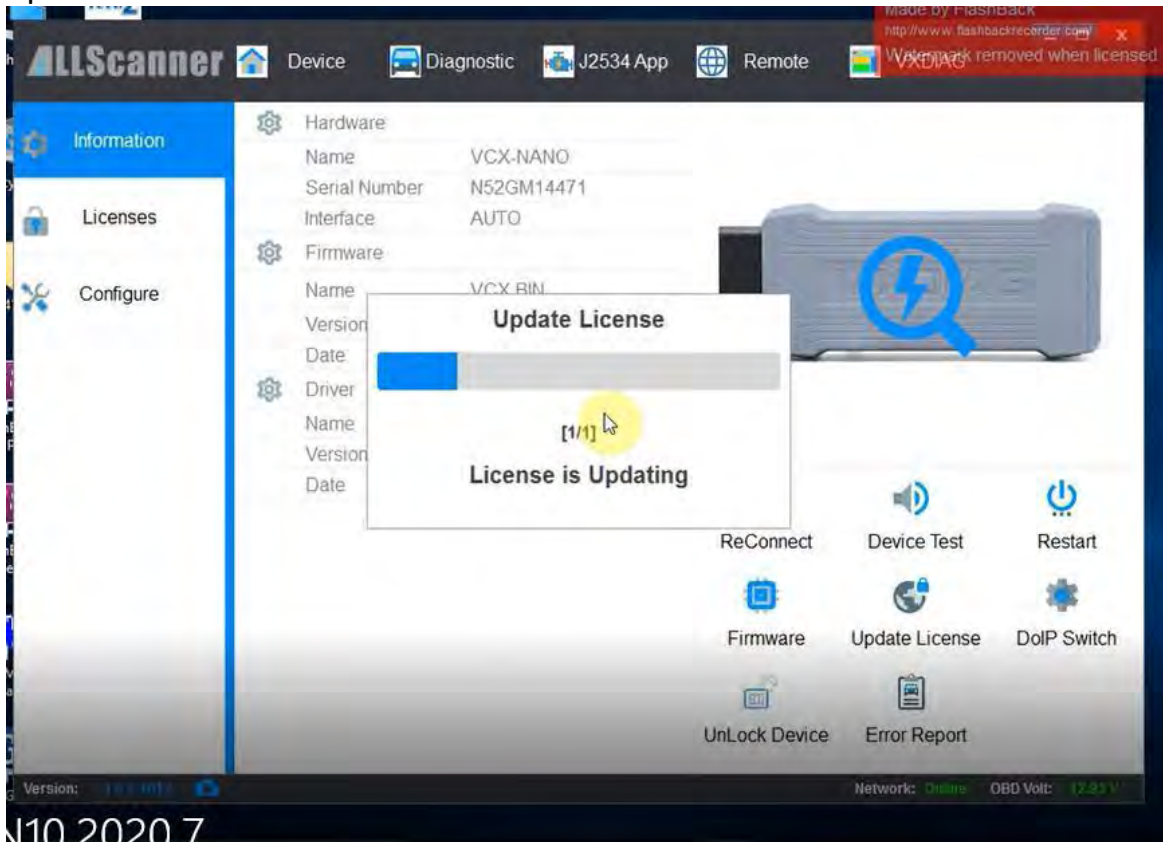 Made by FlashBack
http://www.flashbackrecorder.com/
Watermark removed when licensed
ALLScanner
Device
Diagnostic
J2534 App
Remote
VXDIAG
Information
Licenses
Configure
Hardware
Name VCX-NANO
Serial Number N52GM14471
Interface AUTO
Firmware
Name VCX BIN
Version
Date
Driver
Name
Version
Date
Update License
[1/1]
License is Updating
ReConnect
Device Test
Restart
Firmware
Update License
DoIP Switch
UnLock Device
Error Report
Version:
Network: Online OBD Volt: 12.93 V
N10 2020.7